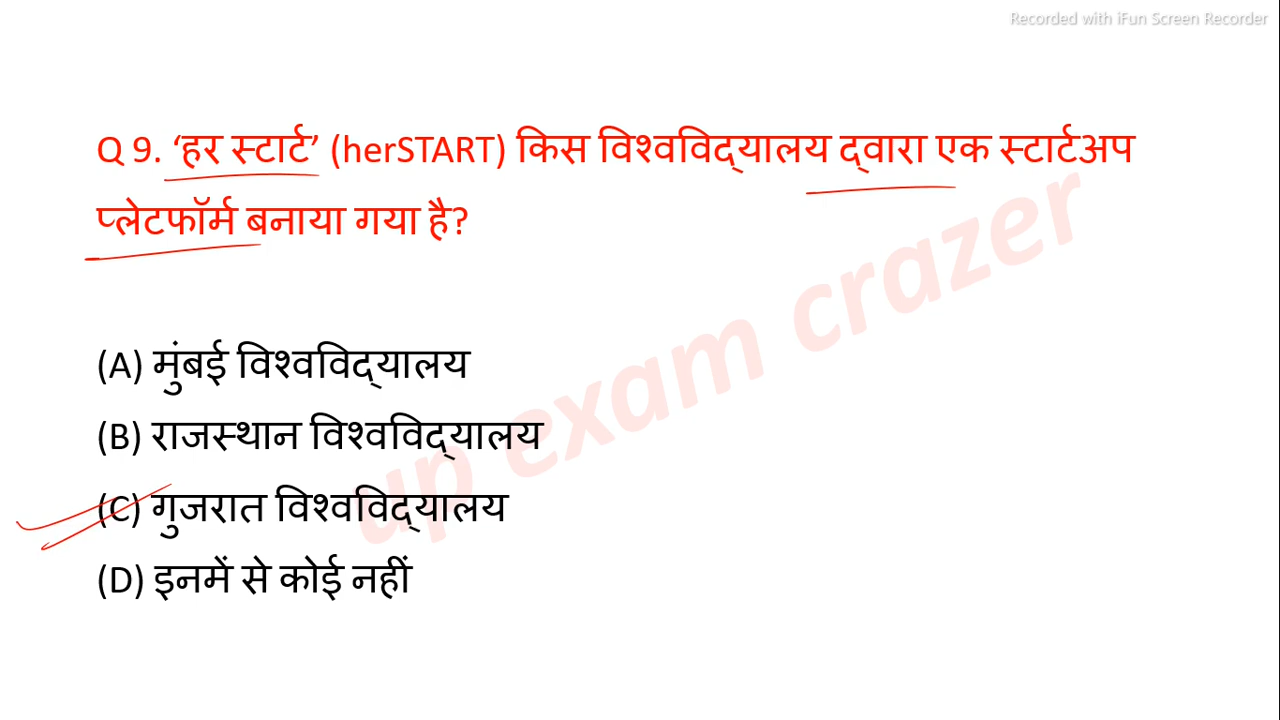 Recorded with iFun Screen Recorder
Q 9. ‘हर स्टार्ट’ (herSTART) किस विश्वविद्यालय द्वारा एक स्टार्टअप
प्लेटफॉर्म बनाया गया है?
(A) मुंबई विश्वविद्यालय
(B) राजस्थान विश्वविद्यालय
(C) गुजरात विश्वविद्यालय
(D) इनमें से कोई नहीं
up exam crazer